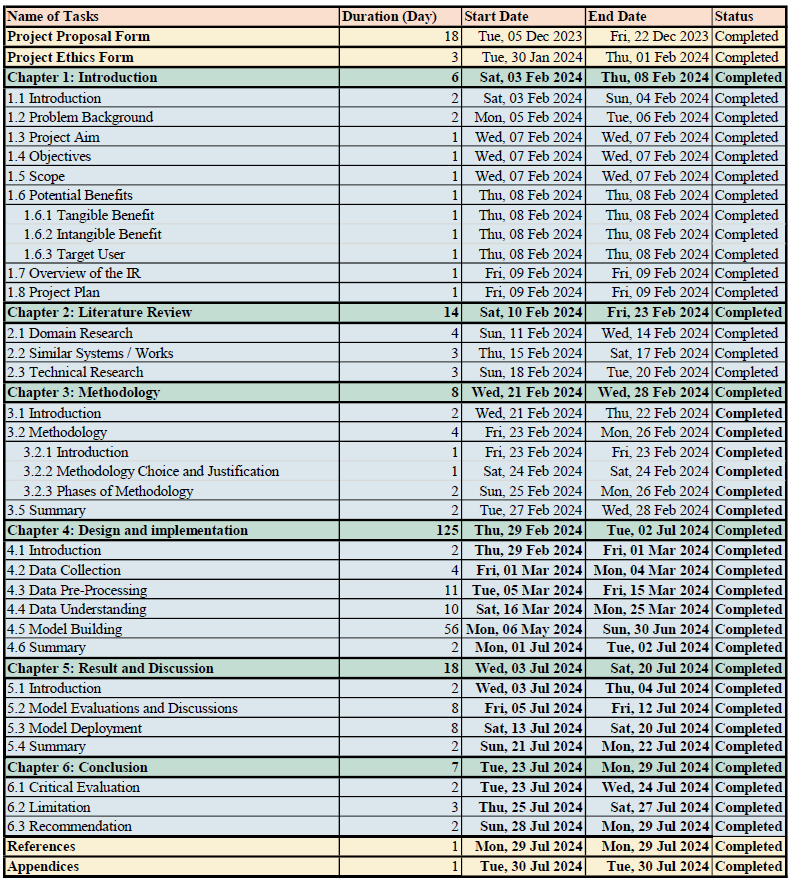 Name of Tasks Duration (Day) Start Date End Date Status
Project Proposal Form 18 Tue, 05 Dec 2023 Fri, 22 Dec 2023 Completed
Project Ethics Form 3 Tue, 30 Jan 2024 Thu, 01 Feb 2024 Completed
Chapter 1: Introduction 6 Sat, 03 Feb 2024 Thu, 08 Feb 2024 Completed
1.1 Introduction 2 Sat, 03 Feb 2024 Sun, 04 Feb 2024 Completed
1.2 Problem Background 2 Mon, 05 Feb 2024 Tue, 06 Feb 2024 Completed
1.3 Project Aim 1 Wed, 07 Feb 2024 Wed, 07 Feb 2024 Completed
1.4 Objectives 1 Wed, 07 Feb 2024 Wed, 07 Feb 2024 Completed
1.5 Scope 1 Wed, 07 Feb 2024 Wed, 07 Feb 2024 Completed
1.6 Potential Benefits 1 Thu, 08 Feb 2024 Thu, 08 Feb 2024 Completed
1.6.1 Tangible Benefit 1 Thu, 08 Feb 2024 Thu, 08 Feb 2024 Completed
1.6.2 Intangible Benefit 1 Thu, 08 Feb 2024 Thu, 08 Feb 2024 Completed
1.6.3 Target User 1 Thu, 08 Feb 2024 Thu, 08 Feb 2024 Completed
1.7 Overview of the IR 1 Fri, 09 Feb 2024 Fri, 09 Feb 2024 Completed
1.8 Project Plan 1 Fri, 09 Feb 2024 Fri, 09 Feb 2024 Completed
Chapter 2: Literature Review 14 Sat, 10 Feb 2024 Fri, 23 Feb 2024 Completed
2.1 Domain Research 4 Sun, 11 Feb 2024 Wed, 14 Feb 2024 Completed
2.2 Similar Systems / Works 3 Thu, 15 Feb 2024 Sat, 17 Feb 2024 Completed
2.3 Technical Research 3 Sun, 18 Feb 2024 Tue, 20 Feb 2024 Completed
Chapter 3: Methodology 8 Wed, 21 Feb 2024 Wed, 28 Feb 2024 Completed
3.1 Introduction 2 Wed, 21 Feb 2024 Thu, 22 Feb 2024 Completed
3.2 Methodology 4 Fri, 23 Feb 2024 Mon, 26 Feb 2024 Completed
3.2.1 Introduction 1 Fri, 23 Feb 2024 Fri, 23 Feb 2024 Completed
3.2.2 Methodology Choice and Justification 1 Sat, 24 Feb 2024 Sat, 24 Feb 2024 Completed
3.2.3 Phases of Methodology 2 Sun, 25 Feb 2024 Mon, 26 Feb 2024 Completed
3.5 Summary 2 Tue, 27 Feb 2024 Wed, 28 Feb 2024 Completed
Chapter 4: Design and implementation 125 Thu, 29 Feb 2024 Tue, 02 Jul 2024 Completed
4.1 Introduction 2 Thu, 29 Feb 2024 Fri, 01 Mar 2024 Completed
4.2 Data Collection 4 Fri, 01 Mar 2024 Mon, 04 Mar 2024 Completed
4.3 Data Pre-Processing 11 Tue, 05 Mar 2024 Fri, 15 Mar 2024 Completed
4.4 Data Understanding 10 Sat, 16 Mar 2024 Mon, 25 Mar 2024 Completed
4.5 Model Building 56 Mon, 06 May 2024 Sun, 30 Jun 2024 Completed
4.6 Summary 2 Mon, 01 Jul 2024 Tue, 02 Jul 2024 Completed
Chapter 5: Result and Discussion 18 Wed, 03 Jul 2024 Sat, 20 Jul 2024 Completed
5.1 Introduction 2 Wed, 03 Jul 2024 Thu, 04 Jul 2024 Completed
5.2 Model Evaluations and Discussions 8 Fri, 05 Jul 2024 Fri, 12 Jul 2024 Completed
5.3 Model Deployment 8 Sat, 13 Jul 2024 Sat, 20 Jul 2024 Completed
5.4 Summary 2 Sun, 21 Jul 2024 Mon, 22 Jul 2024 Completed
Chapter 6: Conclusion 7 Tue, 23 Jul 2024 Mon, 29 Jul 2024 Completed
6.1 Critical Evaluation 2 Tue, 23 Jul 2024 Wed, 24 Jul 2024 Completed
6.2 Limitation 3 Thu, 25 Jul 2024 Sat, 27 Jul 2024 Completed
6.3 Recommendation 2 Sun, 28 Jul 2024 Mon, 29 Jul 2024 Completed
References 1 Mon, 29 Jul 2024 Mon, 29 Jul 2024 Completed
Appendices 1 Tue, 30 Jul 2024 Tue, 30 Jul 2024 Completed